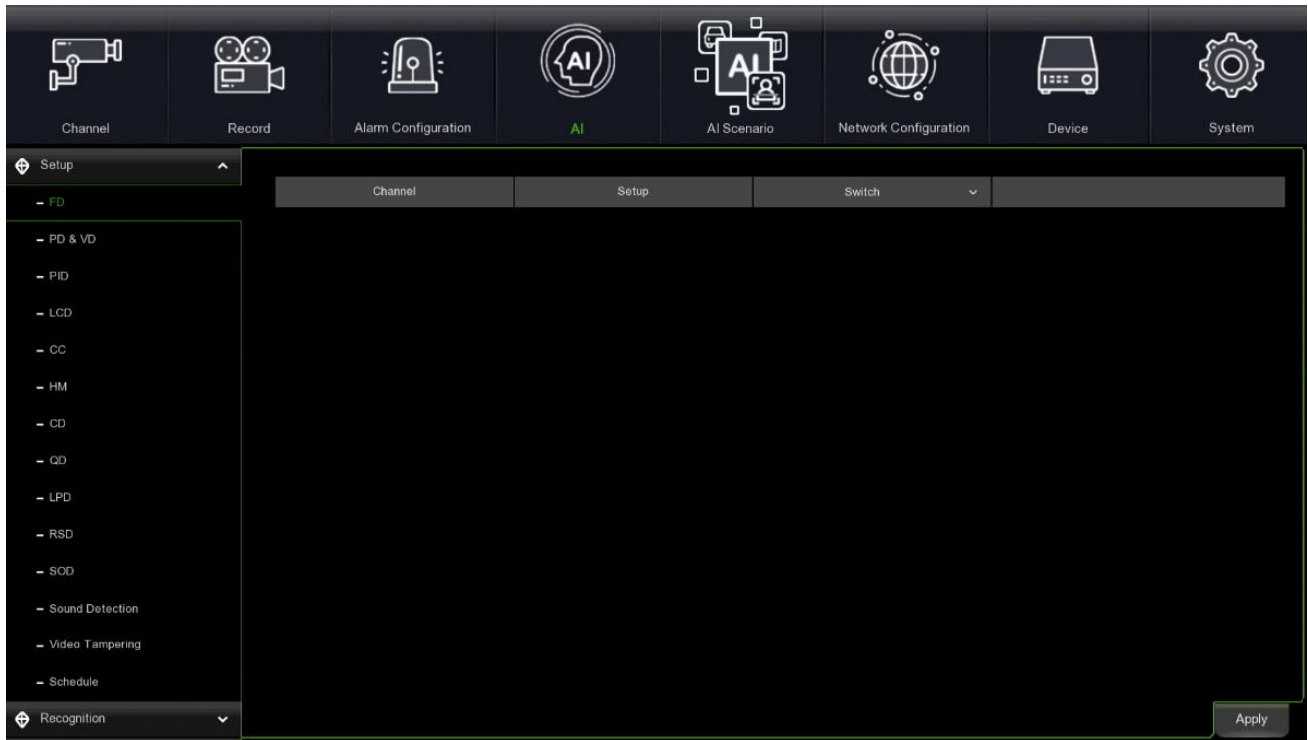 AI
AI
Channel
Record
Alarm Configuration
AI
AI Scenario
Network Configuration
Device
System
Setup
Channel
Setup
Switch
– FD
– PD & VD
– PID
– LCD
– CC
– HM
– CD
– QD
– LPD
– RSD
– SOD
– Sound Detection
– Video Tampering
– Schedule
Recognition
Apply